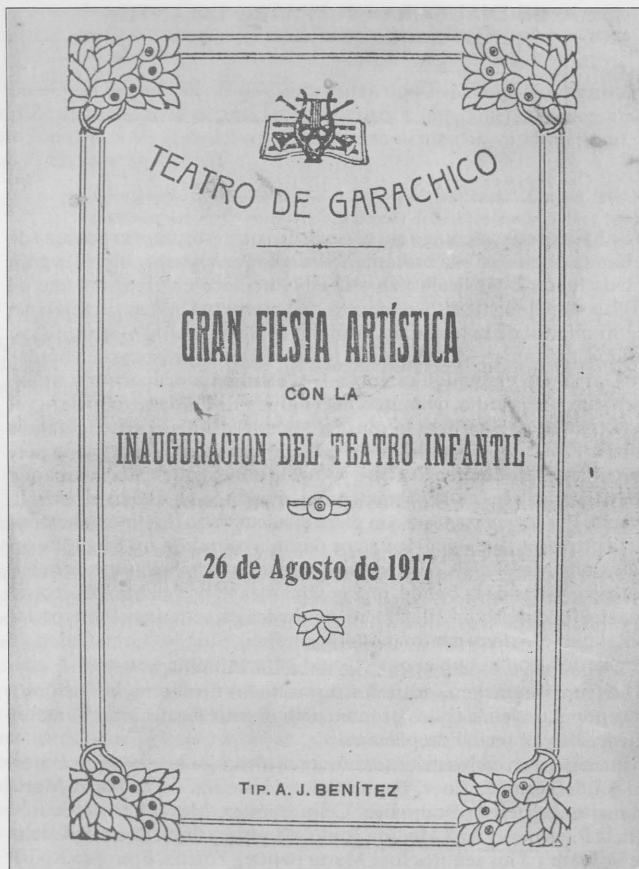 TEATRO DE GARACHICO
GRAN FIESTA ARTÍSTICA
CON LA
INAUGURACION DEL TEATRO INFANTIL
26 de Agosto de 1917
TIP. A. J. BENÍTEZ